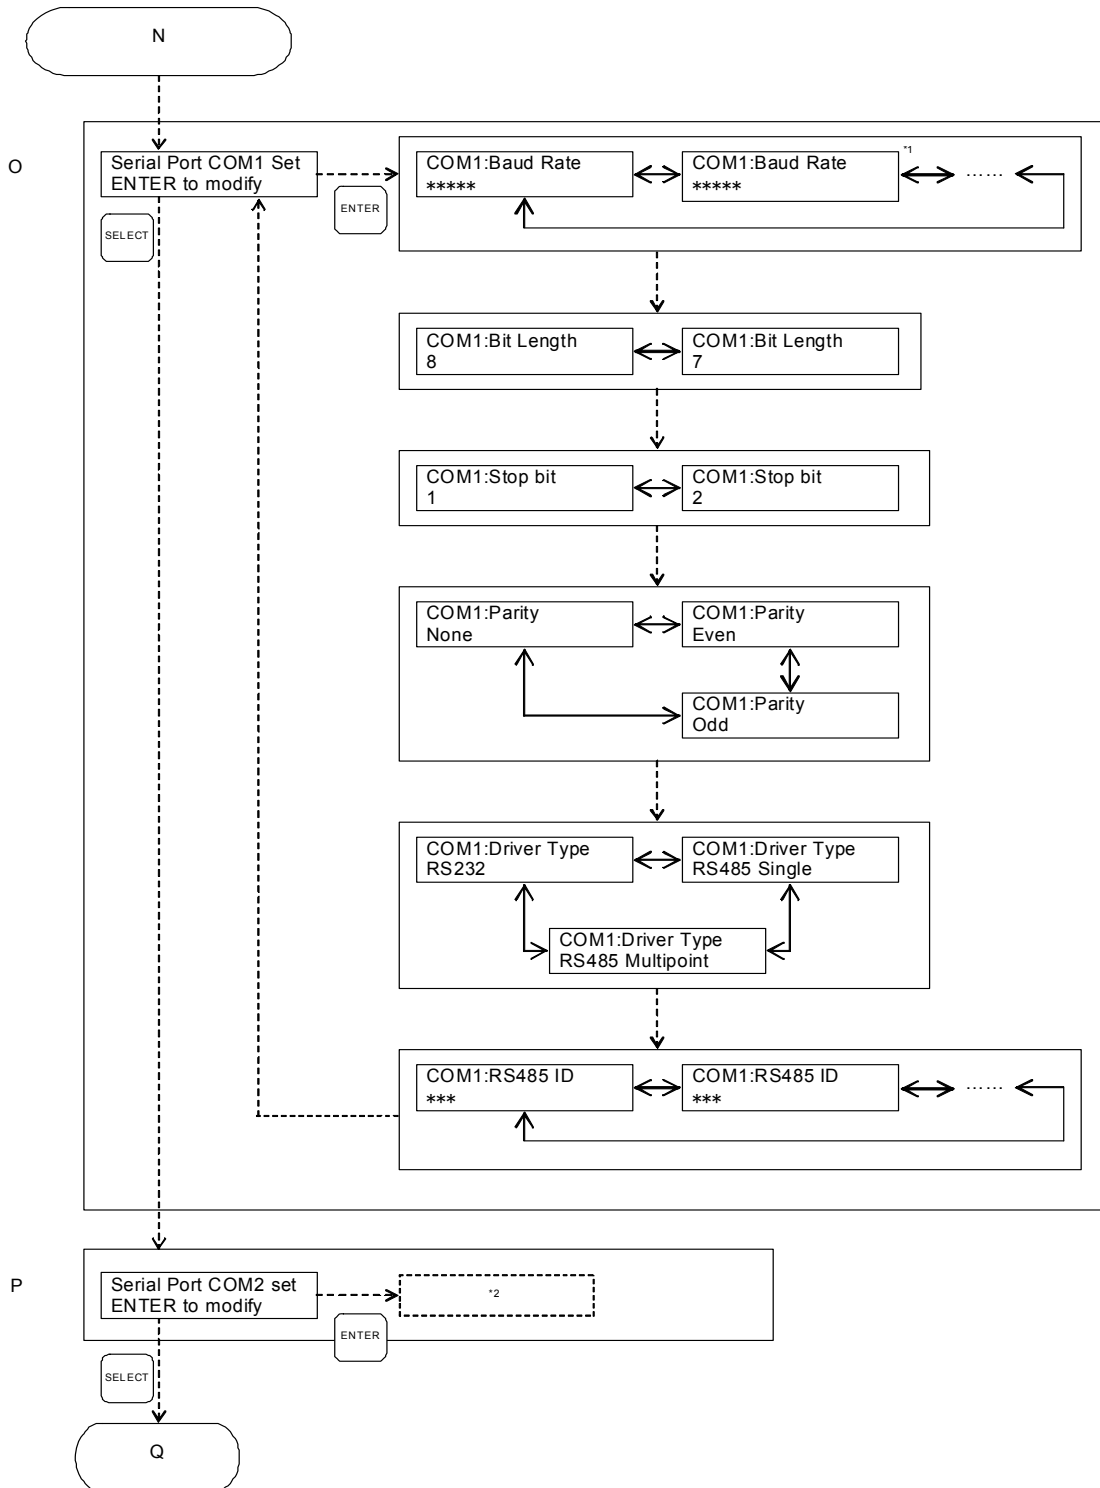 N
O
Serial Port COM1 Set
ENTER to modify
SELECT
ENTER
COM1:Baud Rate
*****
COM1:Baud Rate
*****
*1
……
COM1:Bit Length
8
COM1:Bit Length
7
COM1:Stop bit
1
COM1:Stop bit
2
COM1:Parity
None
COM1:Parity
Even
COM1:Parity
Odd
COM1:Driver Type
RS232
COM1:Driver Type
RS485 Single
COM1:Driver Type
RS485 Multipoint
COM1:RS485 ID
***
COM1:RS485 ID
***
……
P
Serial Port COM2 set
ENTER to modify
*2
ENTER
SELECT
Q